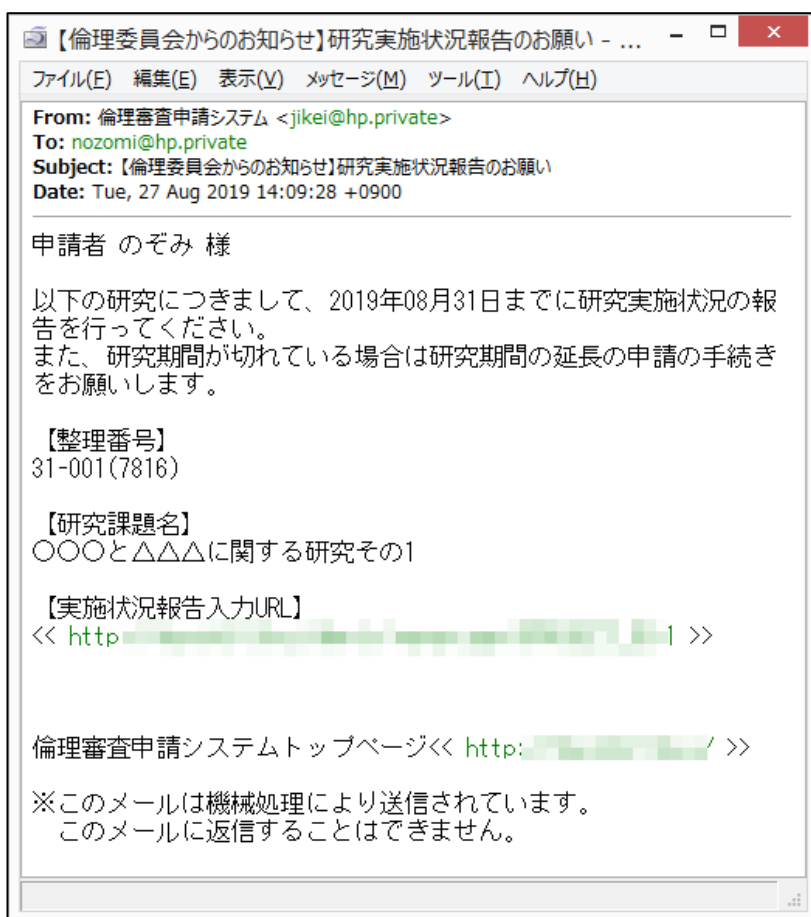 【倫理委員会からのお知らせ】研究実施状況報告のお願い - ...
ファイル(F) 編集(E) 表示(V) メッセージ(M) ツール(T) ヘルプ(H)
From: 倫理審査申請システム <jikei@hp.private>
To: nozomi@hp.private
Subject: 【倫理委員会からのお知らせ】研究実施状況報告のお願い
Date: Tue, 27 Aug 2019 14:09:28 +0900
申請者 のぞみ 様
以下の研究につきまして、2019年08月31日までに研究実施状況の報
告を行ってください。
また、研究期間が切れている場合は研究期間の延長の申請の手続き
をお願いします。
【整理番号】
31-001(7816)
【研究課題名】
〇〇〇と△△△に関する研究その1
【実施状況報告入力URL】
<< http 1 >>
倫理審査申請システムトップページ<< http: / >>
※このメールは機械処理により送信されています。
このメールに返信することはできません。